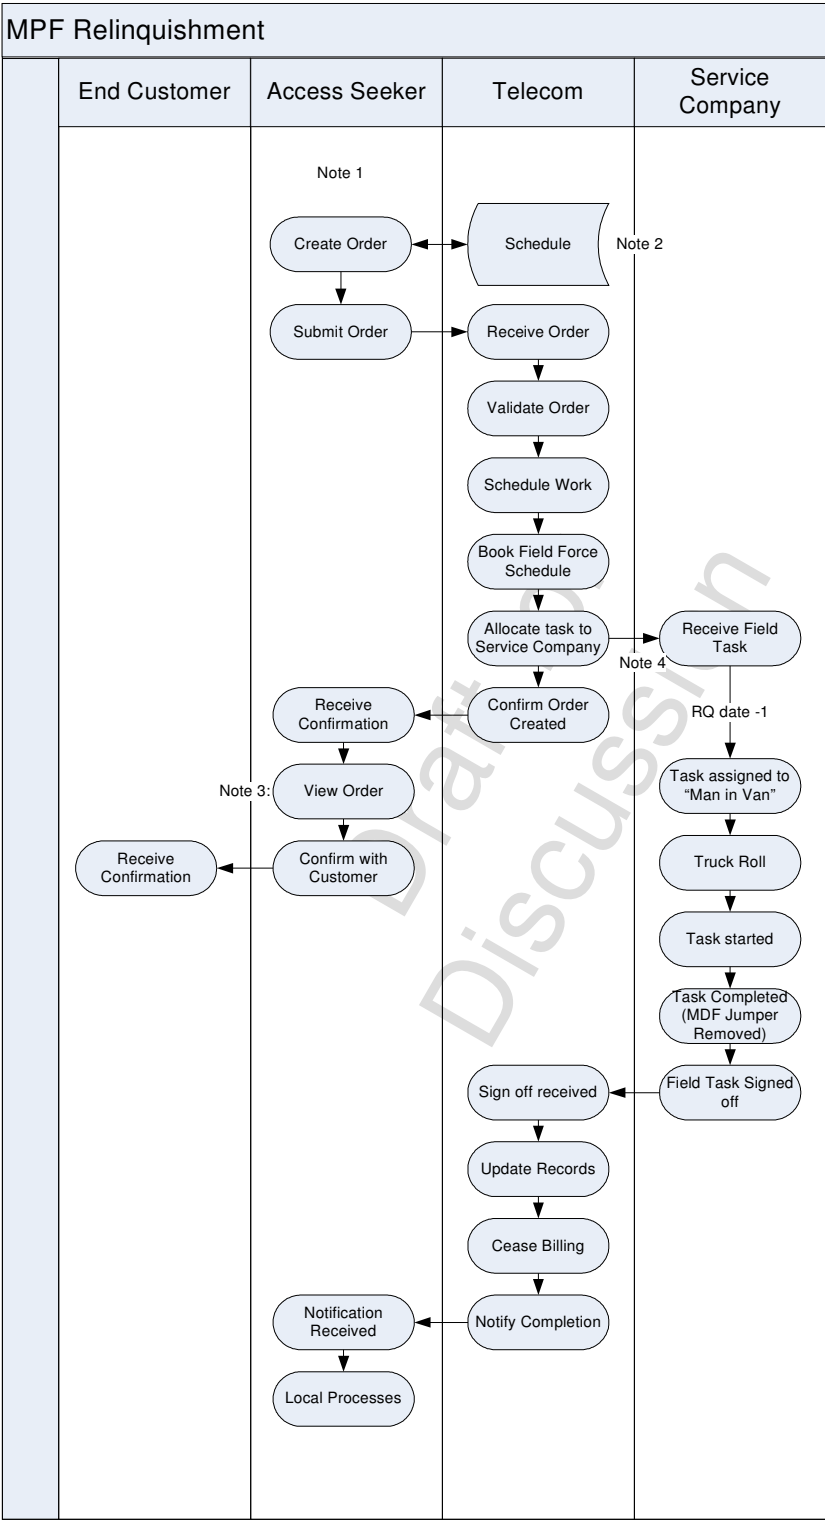 MPF Relinquishment
End Customer
Access Seeker
Telecom
Service
Company
Note 1
Create Order
Schedule
Note 2
Submit Order
Receive Order
Validate Order
Schedule Work
Book Field Force
Schedule
Allocate task to
Service Company
Receive Field
Task
Note 4
Receive
Confirmation
Confirm Order
Created
RQ date -1
Note 3:
View Order
Task assigned to
“Man in Van”
Receive
Confirmation
Confirm with
Customer
Truck Roll
Task started
Task Completed
(MDF Jumper
Removed)
Sign off received
Field Task Signed
off
Update Records
Cease Billing
Notification
Received
Notify Completion
Local Processes
Draft
Discussion